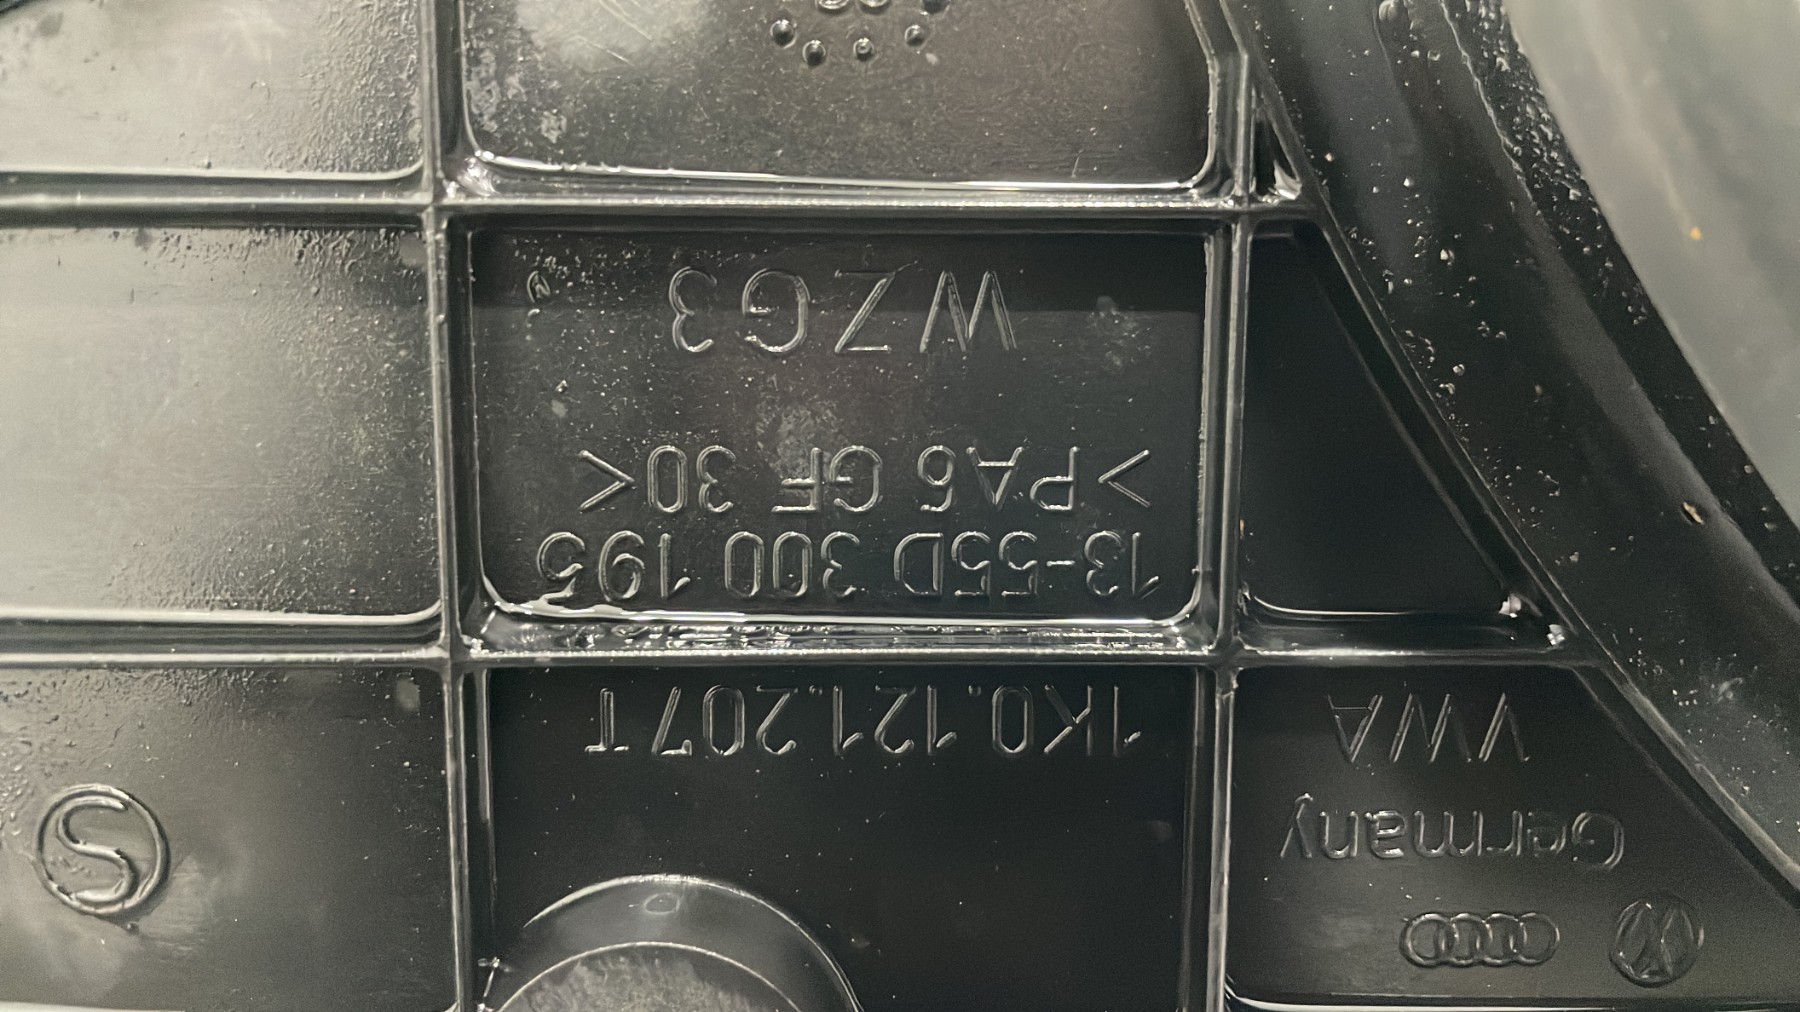 VWA
Germany
1K0.121.207T
S
13-55D 300 195
>PA6 GF 30<
WZG3